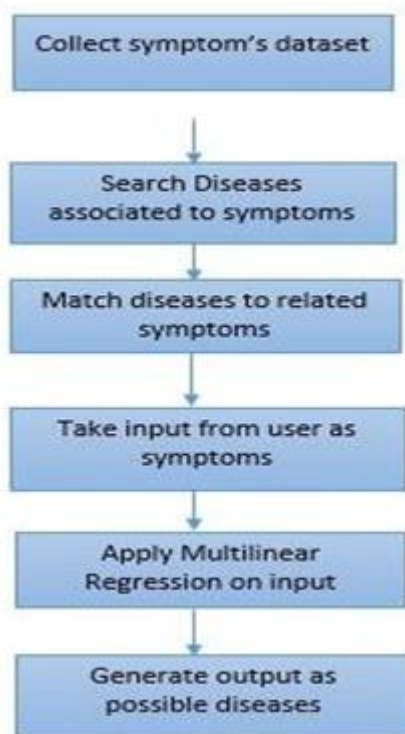 Collect symptom's dataset
Search Diseases
associated to symptoms
Match diseases to related
symptoms
Take input from user as
symptoms
Apply Multilinear
Regression on input
Generate output as
possible diseases